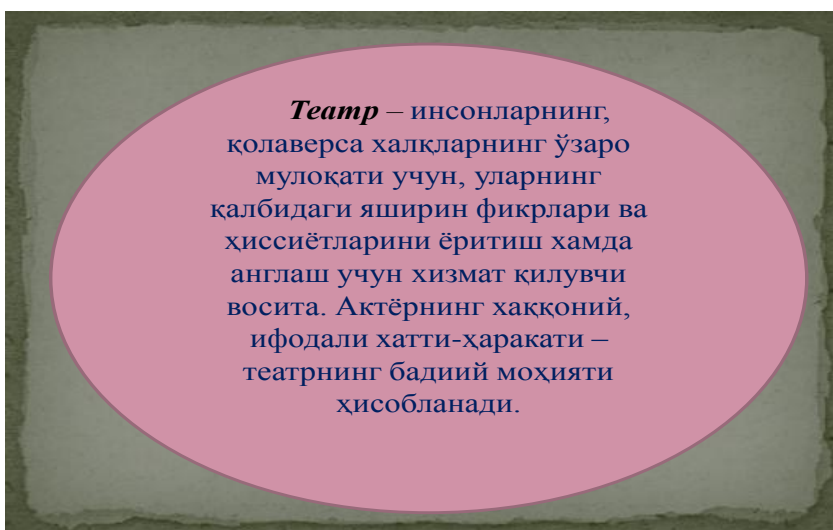 Театр – инсонларнинг,
қолаверса халқларнинг ўзаро
мулоқати учун, уларнинг
қалбидаги яширин фикрлари ва
ҳиссиётларини ёритиш хамда
англаш учун хизмат қилувчи
восита. Актёрнинг хаққоний,
ифодали хатти-ҳаракати –
театрнинг бадиий моҳияти
ҳисобланади.